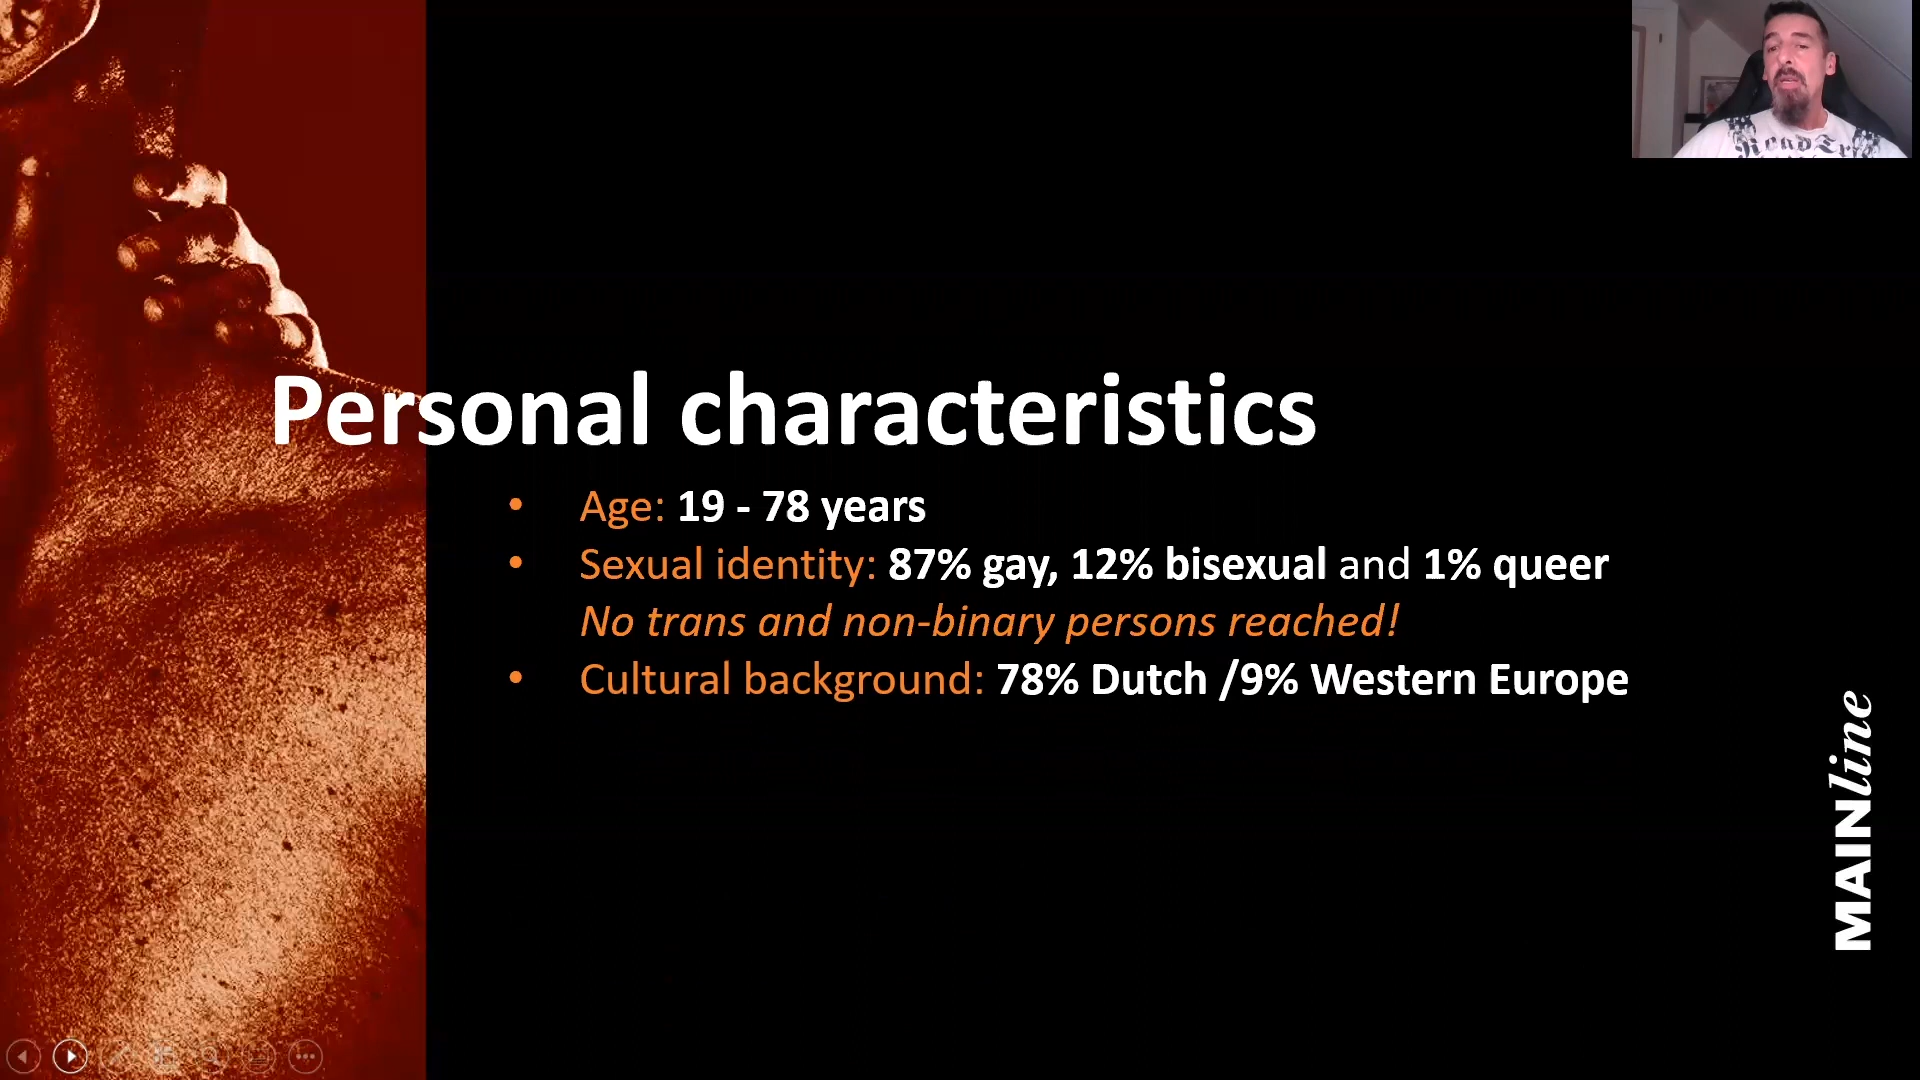 Personal characteristics
• Age: 19 - 78 years
• Sexual identity: 87% gay, 12% bisexual and 1% queer
No trans and non-binary persons reached!
• Cultural background: 78% Dutch /9% Western Europe
MAINline